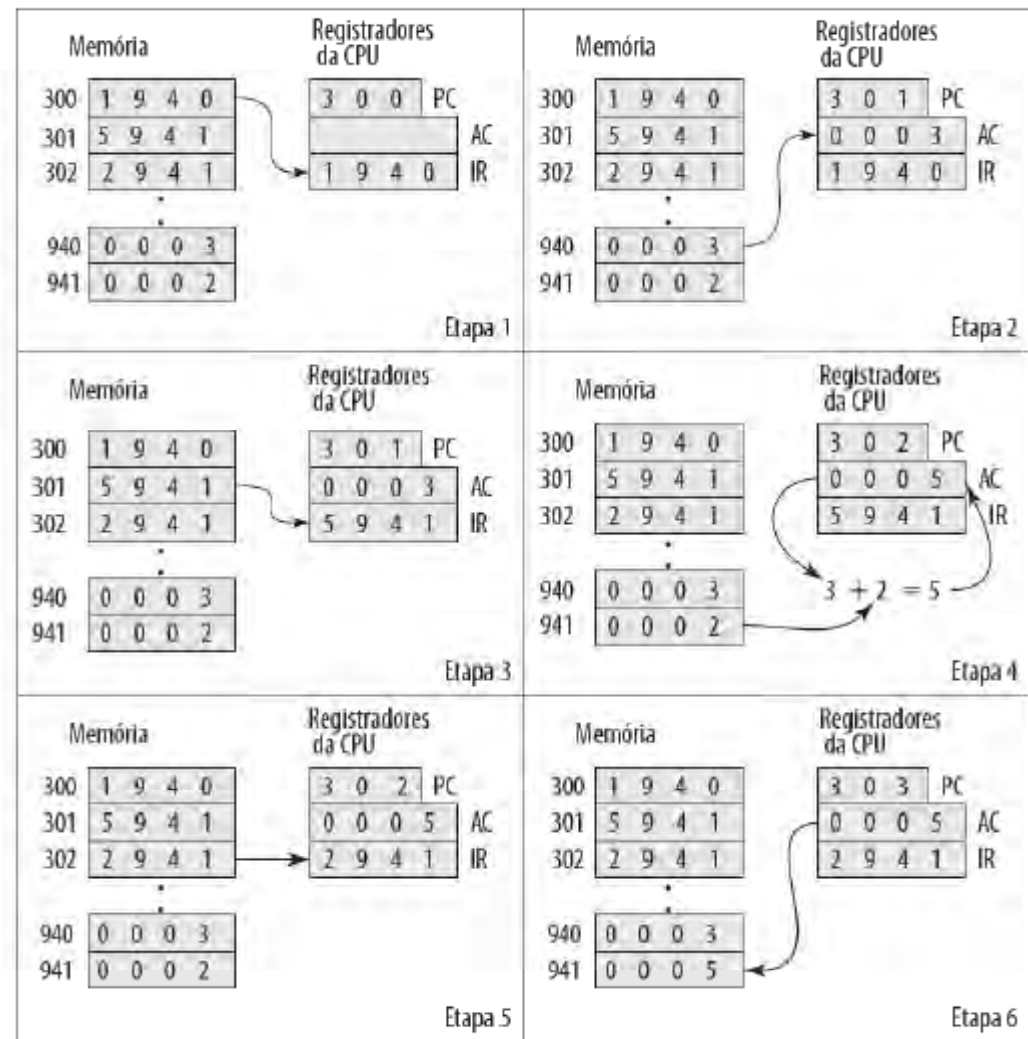 Memória
Registradores
da CPU
300 1 9 4 0
3 0 0 PC
301 5 9 4 1
AC
302 2 9 4 1
1 9 4 0 IR
940 0 0 0 3
941 0 0 0 2
Etapa 1
Memória
Registradores
da CPU
300 1 9 4 0
3 0 1 PC
301 5 9 4 1
0 0 0 3 AC
302 2 9 4 1
1 9 4 0 IR
940 0 0 0 3
941 0 0 0 2
Etapa 2
Memória
Registradores
da CPU
300 1 9 4 0
3 0 1 PC
301 5 9 4 1
0 0 0 3 AC
302 2 9 4 1
5 9 4 1 IR
940 0 0 0 3
941 0 0 0 2
Etapa 3
Memória
Registradores
da CPU
300 1 9 4 0
3 0 2 PC
301 5 9 4 1
0 0 0 5 AC
302 2 9 4 1
5 9 4 1 IR
940 0 0 0 3
3 + 2 = 5
941 0 0 0 2
Etapa 4
Memória
Registradores
da CPU
300 1 9 4 0
3 0 2 PC
301 5 9 4 1
0 0 0 5 AC
302 2 9 4 1
2 9 4 1 IR
940 0 0 0 3
941 0 0 0 2
Etapa 5
Memória
Registradores
da CPU
300 1 9 4 0
3 0 3 PC
301 5 9 4 1
0 0 0 5 AC
302 2 9 4 1
2 9 4 1 IR
940 0 0 0 3
941 0 0 0 5
Etapa 6